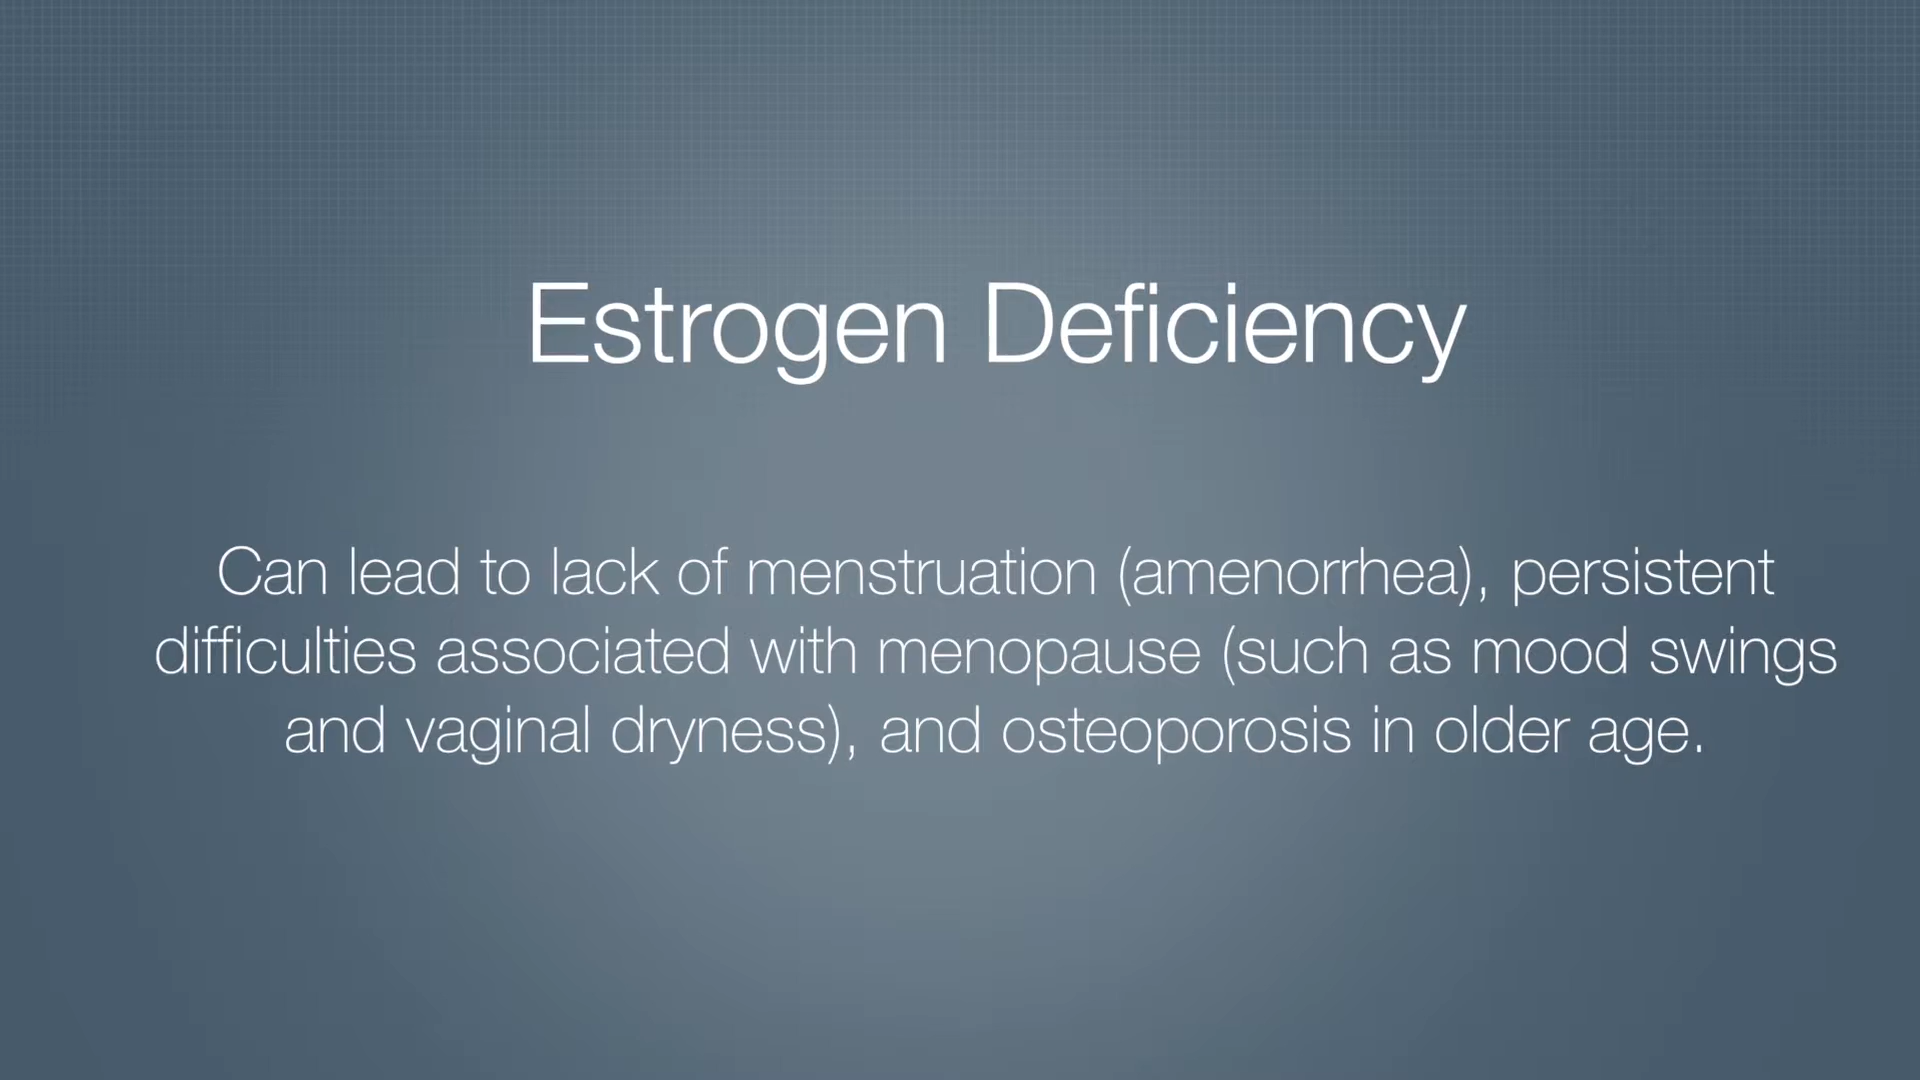 Estrogen Deficiency
Can lead to lack of menstruation (amenorrhea), persistent
difficulties associated with menopause (such as mood swings
and vaginal dryness), and osteoporosis in older age.